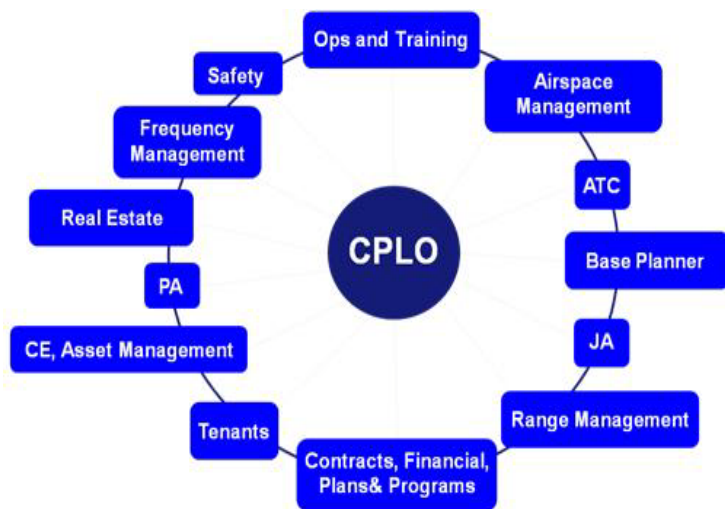 Ops and Training
Safety
Airspace
Management
Frequency
Management
ATC
Real Estate
CPLO
Base Planner
PA
CE, Asset Management
JA
Range Management
Tenants
Contracts, Financial,
Plans& Programs